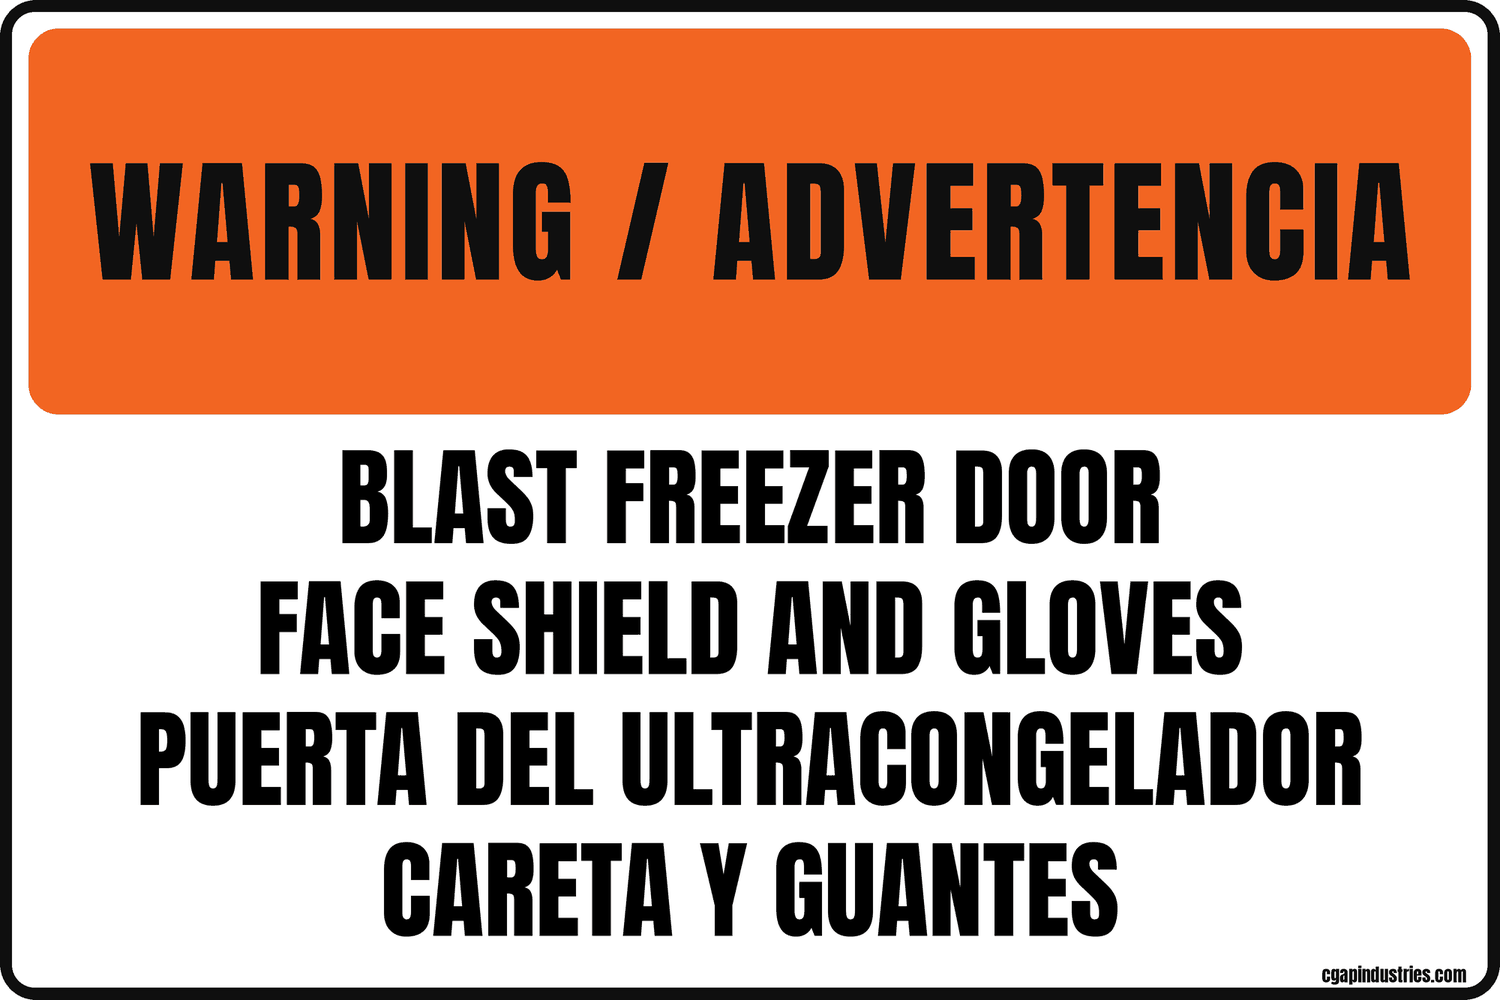 WARNING / ADVERTENCIA
BLAST FREEZER DOOR
FACE SHIELD AND GLOVES
PUERTA DEL ULTRACONGELADOR
CARETA Y GUANTES
cgapindustries.com